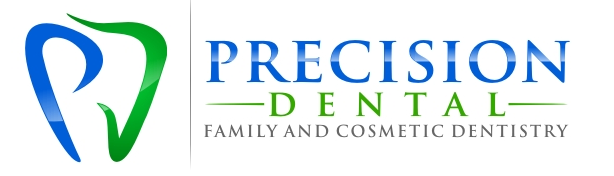 PRECISION
DENTAL
FAMILY AND COSMETIC DENTISTRY